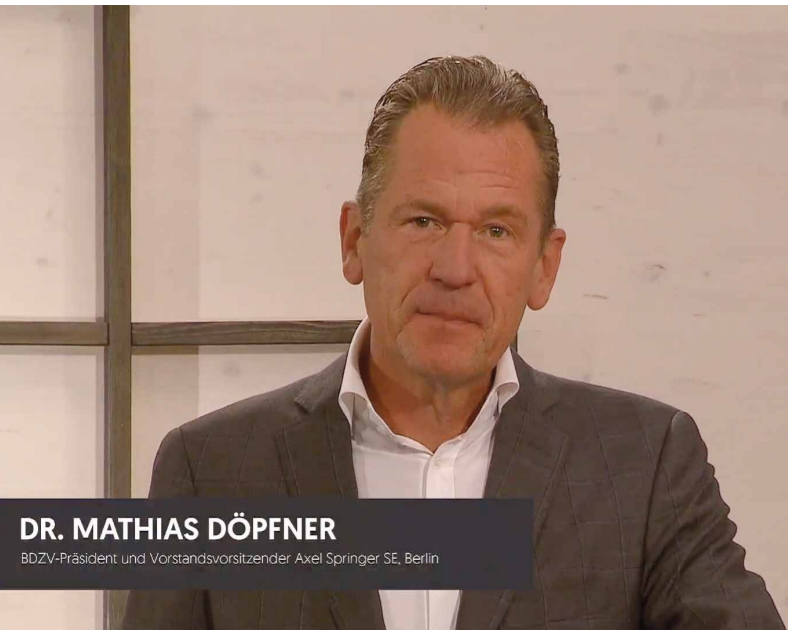 DR. MATHIAS DÖPFNER
BDZV-Präsident und Vorstandsvorsitzender Axel Springer SE, Berlin